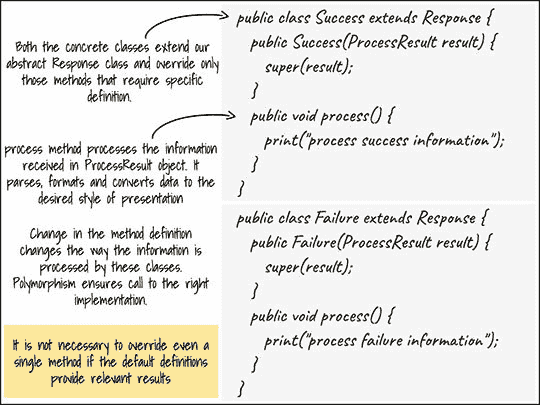 Both the concrete classes extend our
abstract Response class and override only
those methods that require specific
definition.
process method processes the information
received in ProcessResult object. It
parses, formats and converts data to the
desired style of presentation
Change in the method definition
changes the way the information is
processed by these classes.
Polymorphism ensures call to the right
implementation.
It is not necessary to override even a
single method if the default definitions
provide relevant results
public class Success extends Response {
public Success(ProcessResult result) {
super(result);
}
public void process() {
print("process success information");
}
}
public class Failure extends Response {
public Failure(ProcessResult result) {
super(result);
}
public void process() {
print("process failure information");
}
}